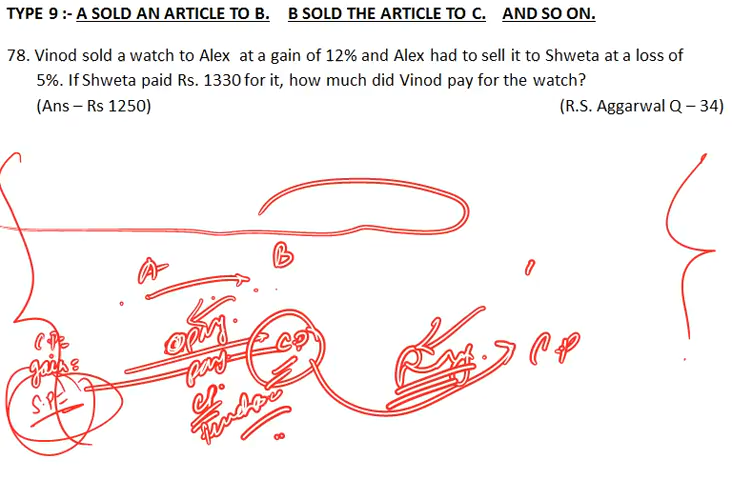 TYPE 9 :- A SOLD AN ARTICLE TO B. B SOLD THE ARTICLE TO C. AND SO ON.
78. Vinod sold a watch to Alex at a gain of 12% and Alex had to sell it to Shweta at a loss of
5%. If Shweta paid Rs. 1330 for it, how much did Vinod pay for the watch?
(Ans – Rs 1250) (R.S. Aggarwal Q – 34)
A B
C.P=
gain=
S.P=
pay
C.P
C.P